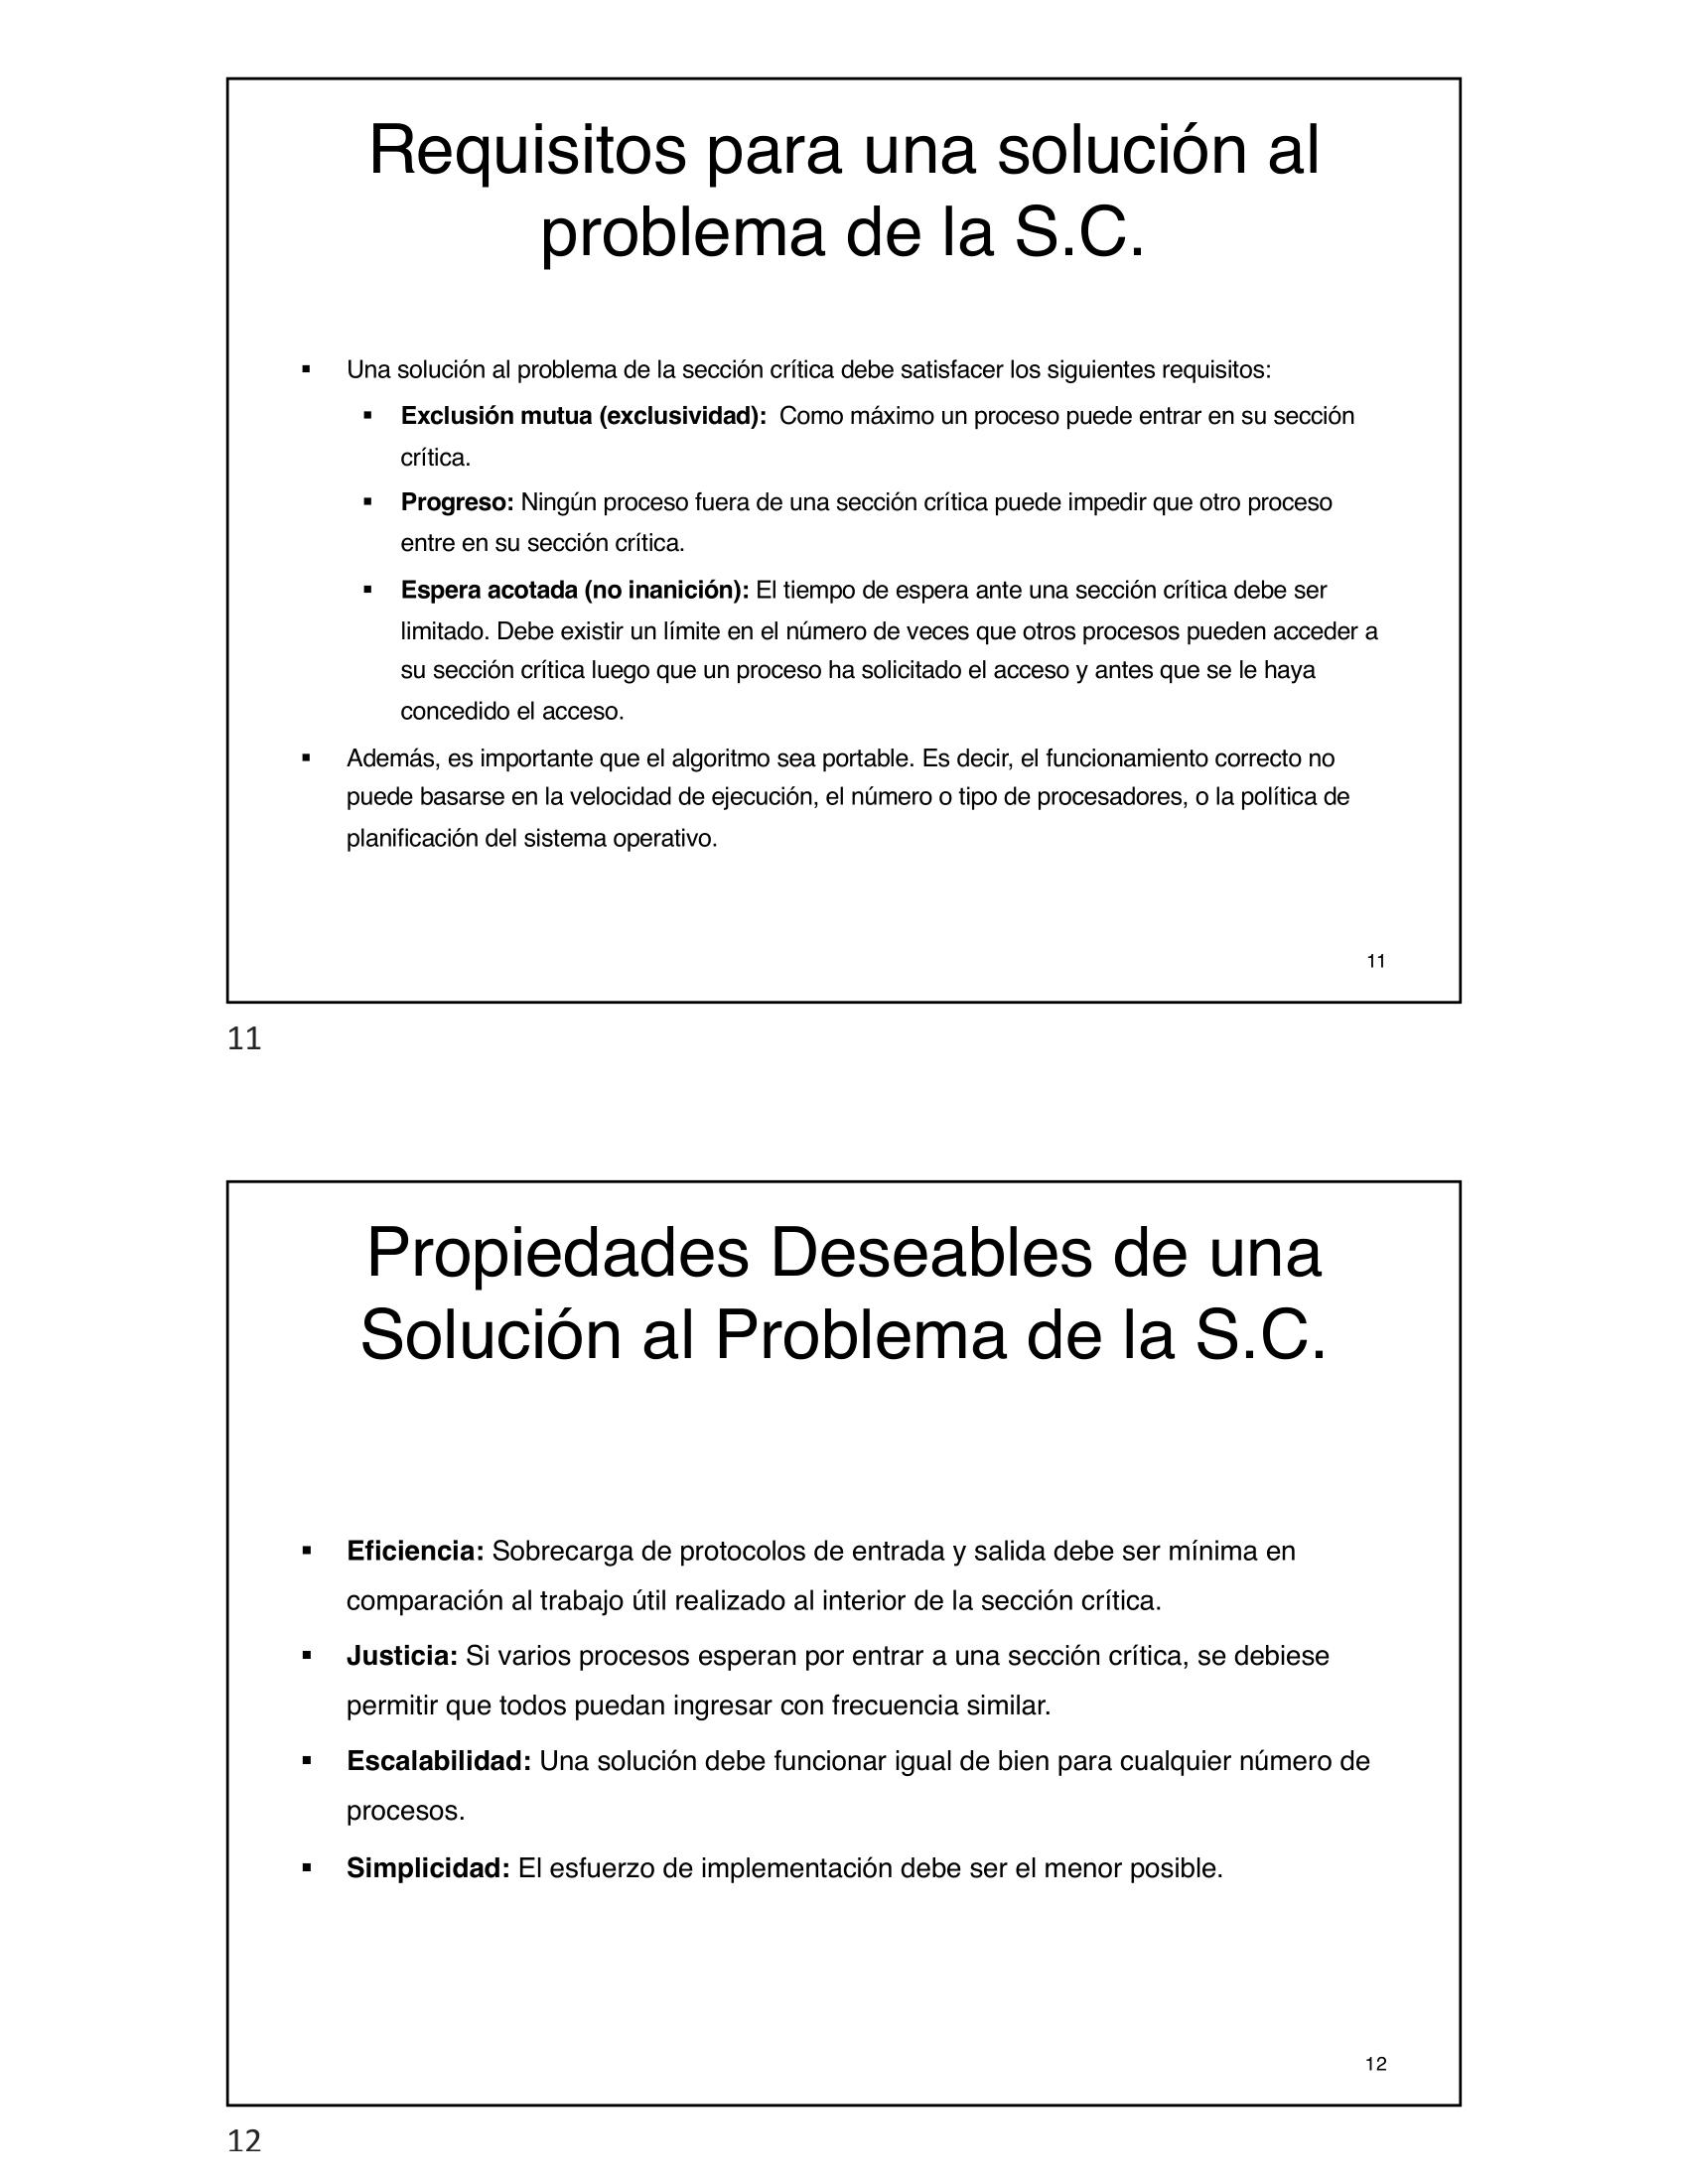 Requisitos para una solución al
problema de la S.C.
▪ Una solución al problema de la sección crítica debe satisfacer los siguientes requisitos:
▪ Exclusión mutua (exclusividad): Como máximo un proceso puede entrar en su sección
crítica.
▪ Progreso: Ningún proceso fuera de una sección crítica puede impedir que otro proceso
entre en su sección crítica.
▪ Espera acotada (no inanición): El tiempo de espera ante una sección crítica debe ser
limitado. Debe existir un límite en el número de veces que otros procesos pueden acceder a
su sección crítica luego que un proceso ha solicitado el acceso y antes que se le haya
concedido el acceso.
▪ Además, es importante que el algoritmo sea portable. Es decir, el funcionamiento correcto no
puede basarse en la velocidad de ejecución, el número o tipo de procesadores, o la política de
planificación del sistema operativo.
11
11
Propiedades Deseables de una
Solución al Problema de la S.C.
▪ Eficiencia: Sobrecarga de protocolos de entrada y salida debe ser mínima en
comparación al trabajo útil realizado al interior de la sección crítica.
▪ Justicia: Si varios procesos esperan por entrar a una sección crítica, se debiese
permitir que todos puedan ingresar con frecuencia similar.
▪ Escalabilidad: Una solución debe funcionar igual de bien para cualquier número de
procesos.
▪ Simplicidad: El esfuerzo de implementación debe ser el menor posible.
12
12